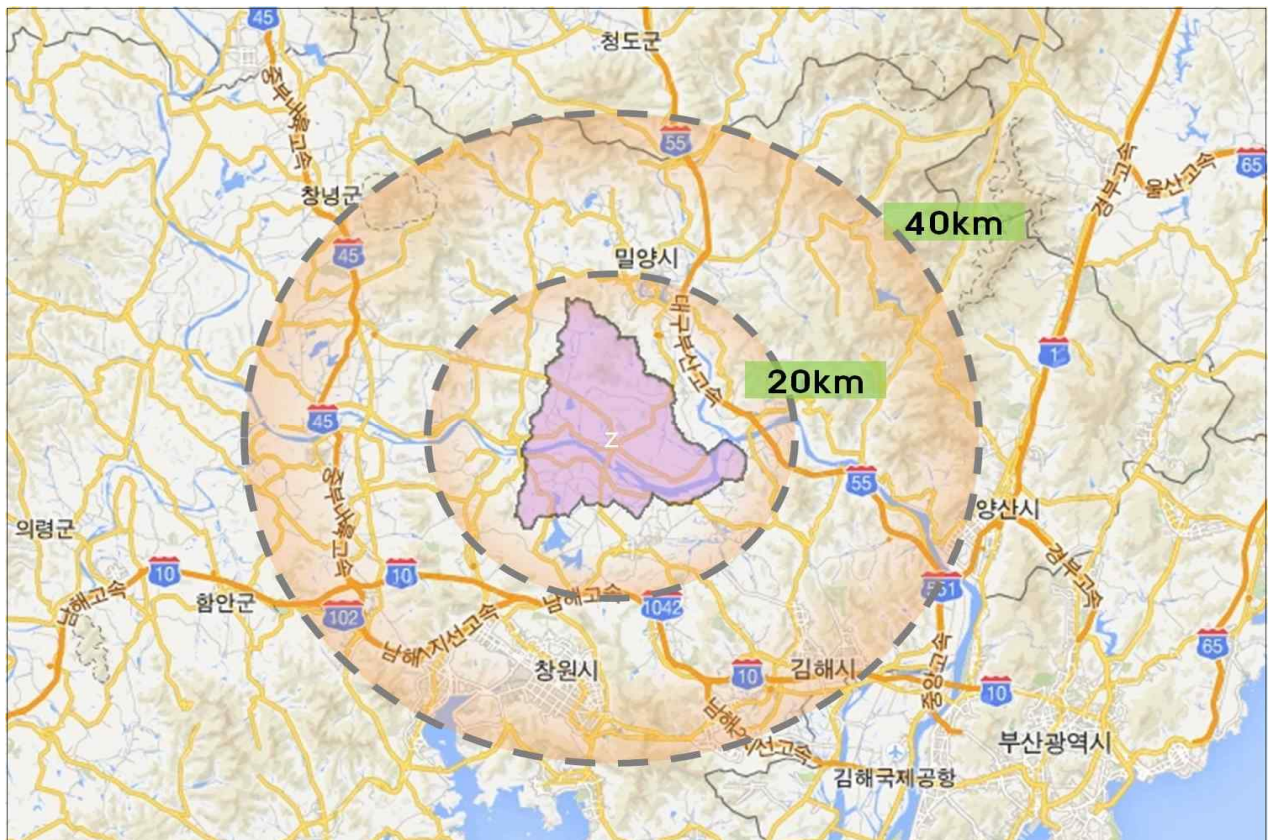 45
청도군
중부내륙고속
55
경부고속
울산고속
65
창녕군
40km
45
밀양시
대구부산고속
1
20km
45
Z
중부내륙고속
55
의령군
양산시
10
10
경부고속
남해고속
함안군
남해고속
551
102
1042
남해
지선고속
65
창원시
10
김해시
중앙고속
10
남해
지선고속
부산광역시
김해국제공항